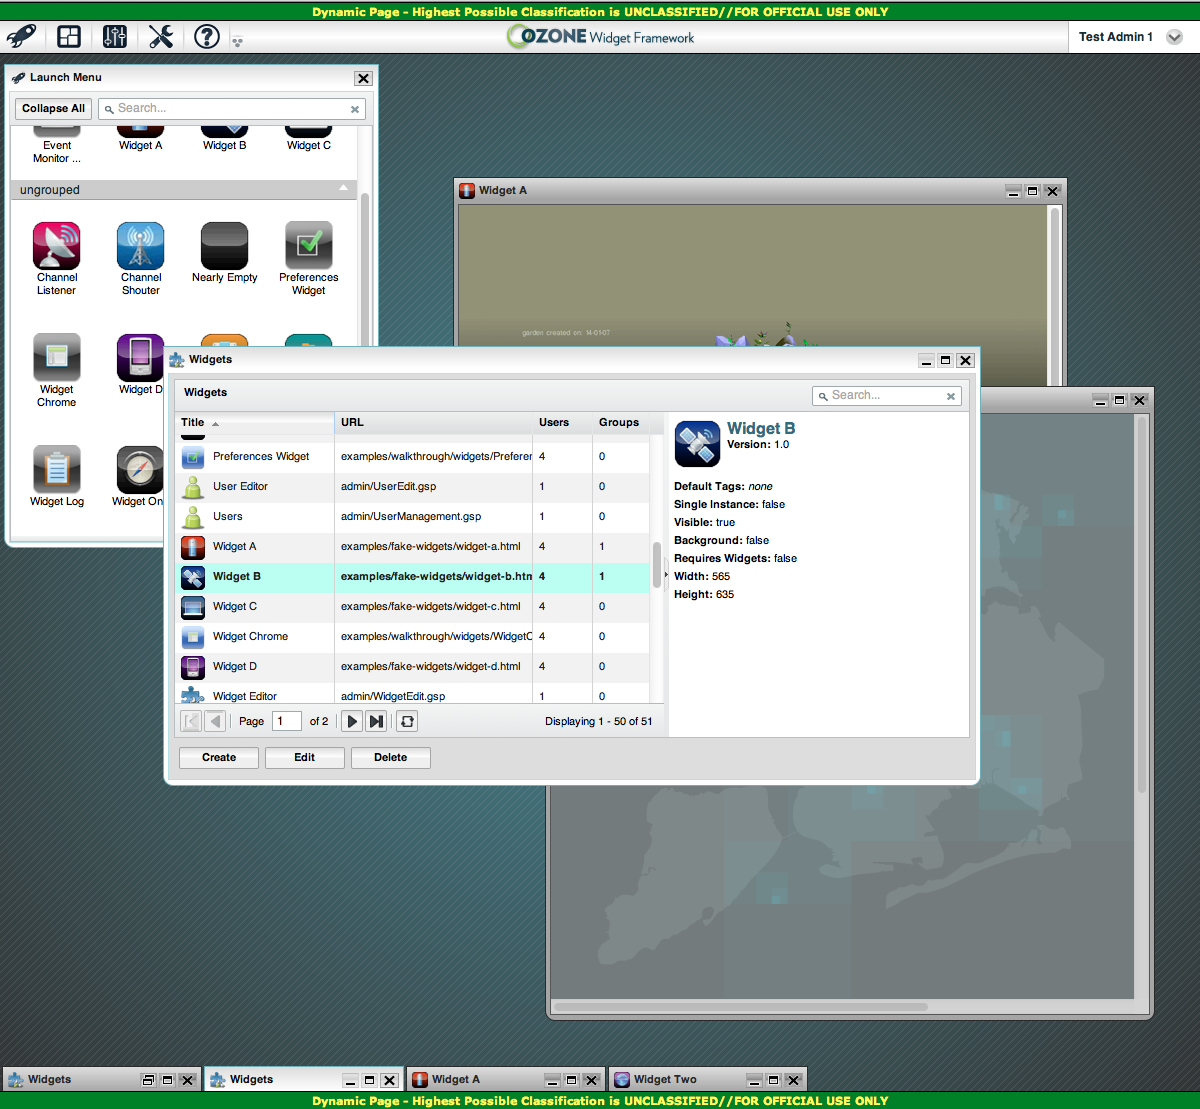 Dynamic Page - Highest Possible Classification is UNCLASSIFIED//FOR OFFICIAL USE ONLY
OZONE Widget Framework
Test Admin 1
Launch Menu
Collapse All
Search...
Event
Monitor ...
Widget A
Widget B
Widget C
ungrouped
Channel
Listener
Channel
Shouter
Nearly Empty
Preferences
Widget
Widget
Chrome
Widget D
Widget Log
Widget On
Widget A
garden created on: 14-01-07
Widgets
Widgets
Search...
Title URL Users Groups
Preferences Widget examples/walkthrough/widgets/Preferer 4 0
User Editor admin/UserEdit.gsp 1 0
Users admin/UserManagement.gsp 1 0
Widget A examples/fake-widgets/widget-a.html 4 1
Widget B examples/fake-widgets/widget-b.htn 4 1
Widget C examples/fake-widgets/widget-c.html 4 0
Widget Chrome examples/walkthrough/widgets/WidgetC 4 0
Widget D examples/fake-widgets/widget-d.html 4 0
Widget Editor admin/WidgetEdit.gsp 1 0
Page 1 of 2
Displaying 1 - 50 of 51
Create
Edit
Delete
Widget B
Version: 1.0
Default Tags: none
Single Instance: false
Visible: true
Background: false
Requires Widgets: false
Width: 565
Height: 635
Widgets
Widgets
Widget A
Widget Two
Dynamic Page - Highest Possible Classification is UNCLASSIFIED//FOR OFFICIAL USE ONLY